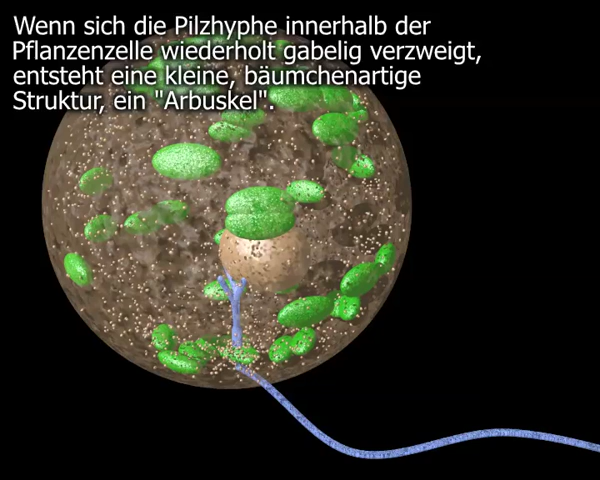 Wenn sich die Pilzhyphe innerhalb der
Pflanzenzelle wiederholt gabelig verzweigt,
entsteht eine kleine, bäumchenartige
Struktur, ein "Arbuskel".